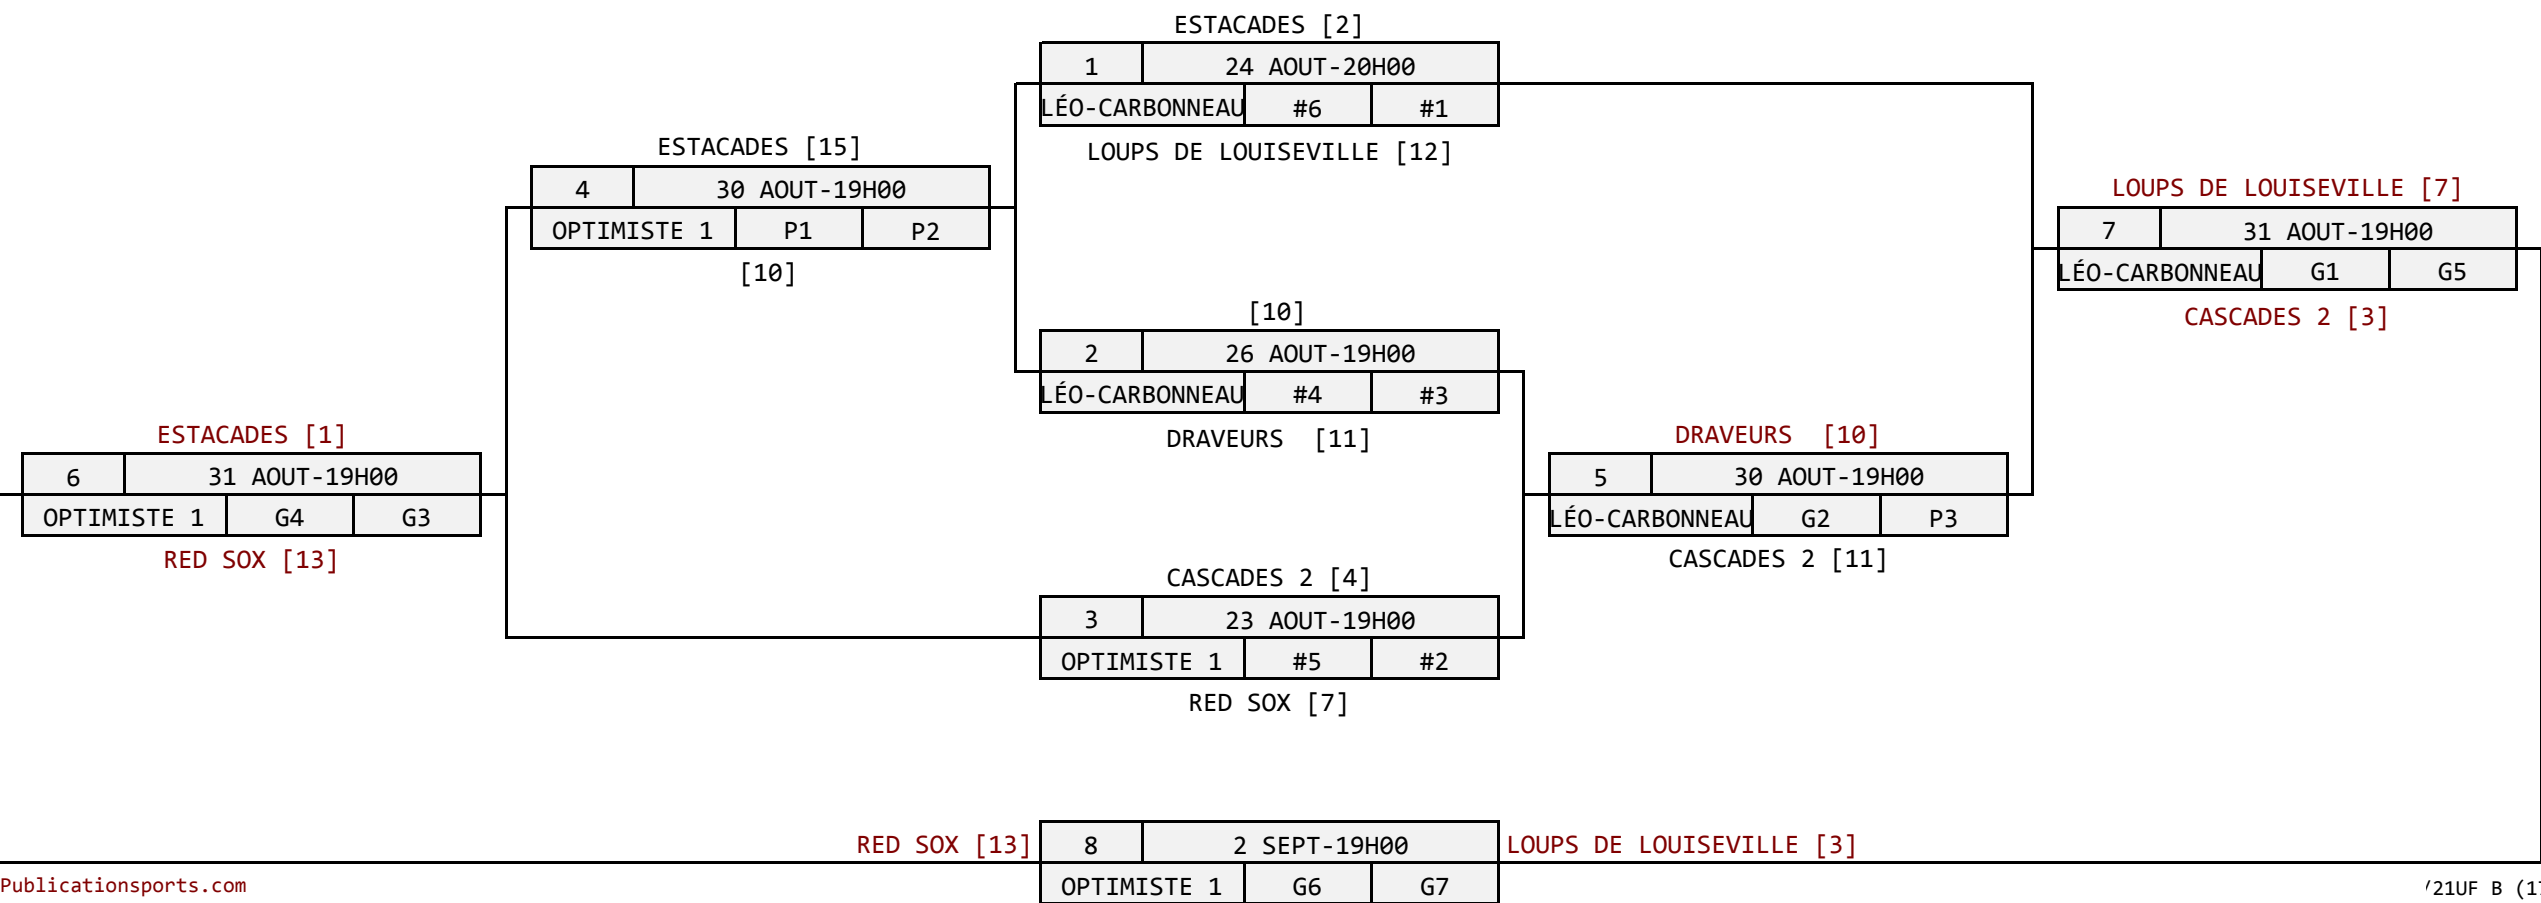 ESTACADES [2]
1 24 AOUT-20H00
LÉO-CARBONNEAU #6 #1
LOUPS DE LOUISEVILLE [12]
ESTACADES [15]
4 30 AOUT-19H00
OPTIMISTE 1 P1 P2
[10]
LOUPS DE LOUISEVILLE [7]
7 31 AOUT-19H00
LÉO-CARBONNEAU G1 G5
CASCADES 2 [3]
[10]
2 26 AOUT-19H00
LÉO-CARBONNEAU #4 #3
DRAVEURS [11]
ESTACADES [1]
6 31 AOUT-19H00
OPTIMISTE 1 G4 G3
RED SOX [13]
DRAVEURS [10]
5 30 AOUT-19H00
LÉO-CARBONNEAU G2 P3
CASCADES 2 [11]
CASCADES 2 [4]
3 23 AOUT-19H00
OPTIMISTE 1 #5 #2
RED SOX [7]
RED SOX [13] 8 2 SEPT-19H00 LOUPS DE LOUISEVILLE [3]
OPTIMISTE 1 G6 G7
Publicationsports.com
/21UF B (17